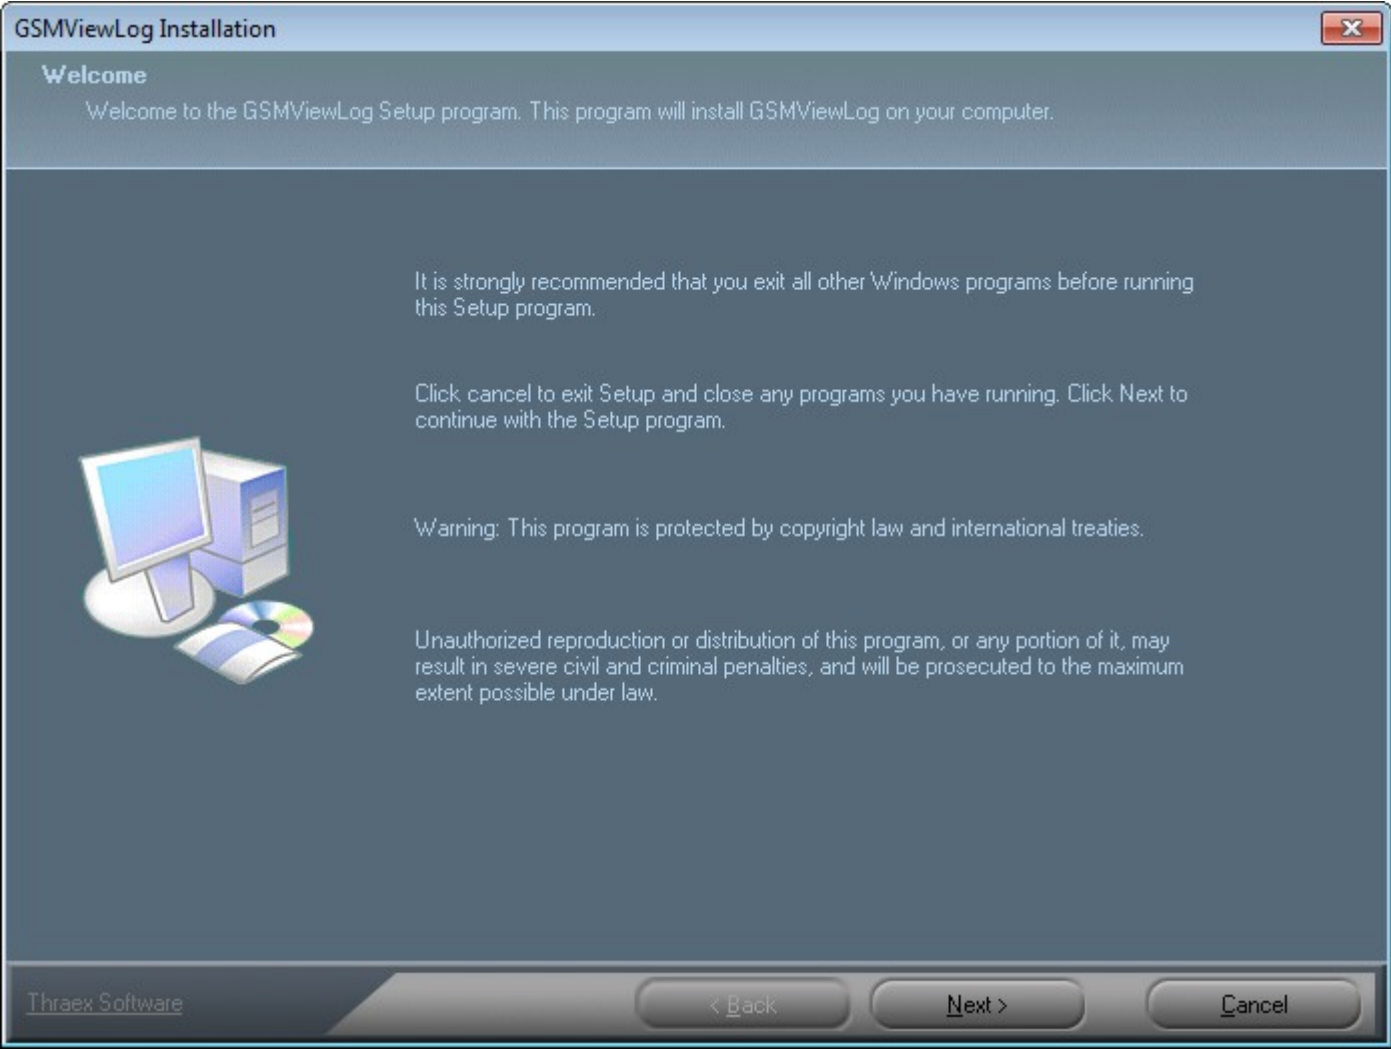 GSMViewLog Installation
Welcome
Welcome to the GSMViewLog Setup program. This program will install GSMViewLog on your computer.
It is strongly recommended that you exit all other Windows programs before running
this Setup program.
Click cancel to exit Setup and close any programs you have running. Click Next to
continue with the Setup program.
Warning: This program is protected by copyright law and international treaties.
Unauthorized reproduction or distribution of this program, or any portion of it, may
result in severe civil and criminal penalties, and will be prosecuted to the maximum
extent possible under law.
Thraex Software
< Back
Next >
Cancel